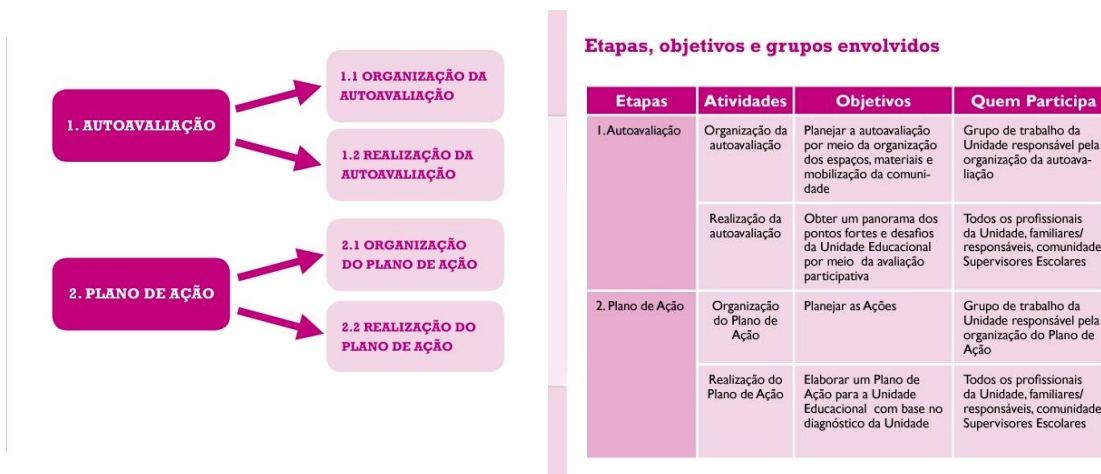 1. AUTOAVALIAÇÃO
1.1 ORGANIZAÇÃO DA
AUTOAVALIAÇÃO
1.2 REALIZAÇÃO DA
AUTOAVALIAÇÃO
2. PLANO DE AÇÃO
2.1 ORGANIZAÇÃO
DO PLANO DE AÇÃO
2.2 REALIZAÇÃO DO
PLANO DE AÇÃO
Etapas, objetivos e grupos envolvidos
Etapas
Atividades
Objetivos
Quem Participa
1.Autoavaliação
Organização da
autoavaliação
Planejar a autoavaliação
por meio da organização
dos espaços, materiais e
mobilização da comuni-
dade
Grupo de trabalho da
Unidade responsável pela
organização da autoava-
liação
Realização da
autoavaliação
Obter um panorama dos
pontos fortes e desafios
da Unidade Educacional
por meio da avaliação
participativa
Todos os profissionais
da Unidade, familiares/
responsáveis, comunidade
Supervisores Escolares
2. Plano de Ação
Organização
do Plano de
Ação
Planejar as Ações
Grupo de trabalho da
Unidade responsável pela
organização do Plano de
Ação
Realização do
Plano de Ação
Elaborar um Plano de
Ação para a Unidade
Educacional com base no
diagnóstico da Unidade
Todos os profissionais
da Unidade, familiares/
responsáveis, comunidade
Supervisores Escolares